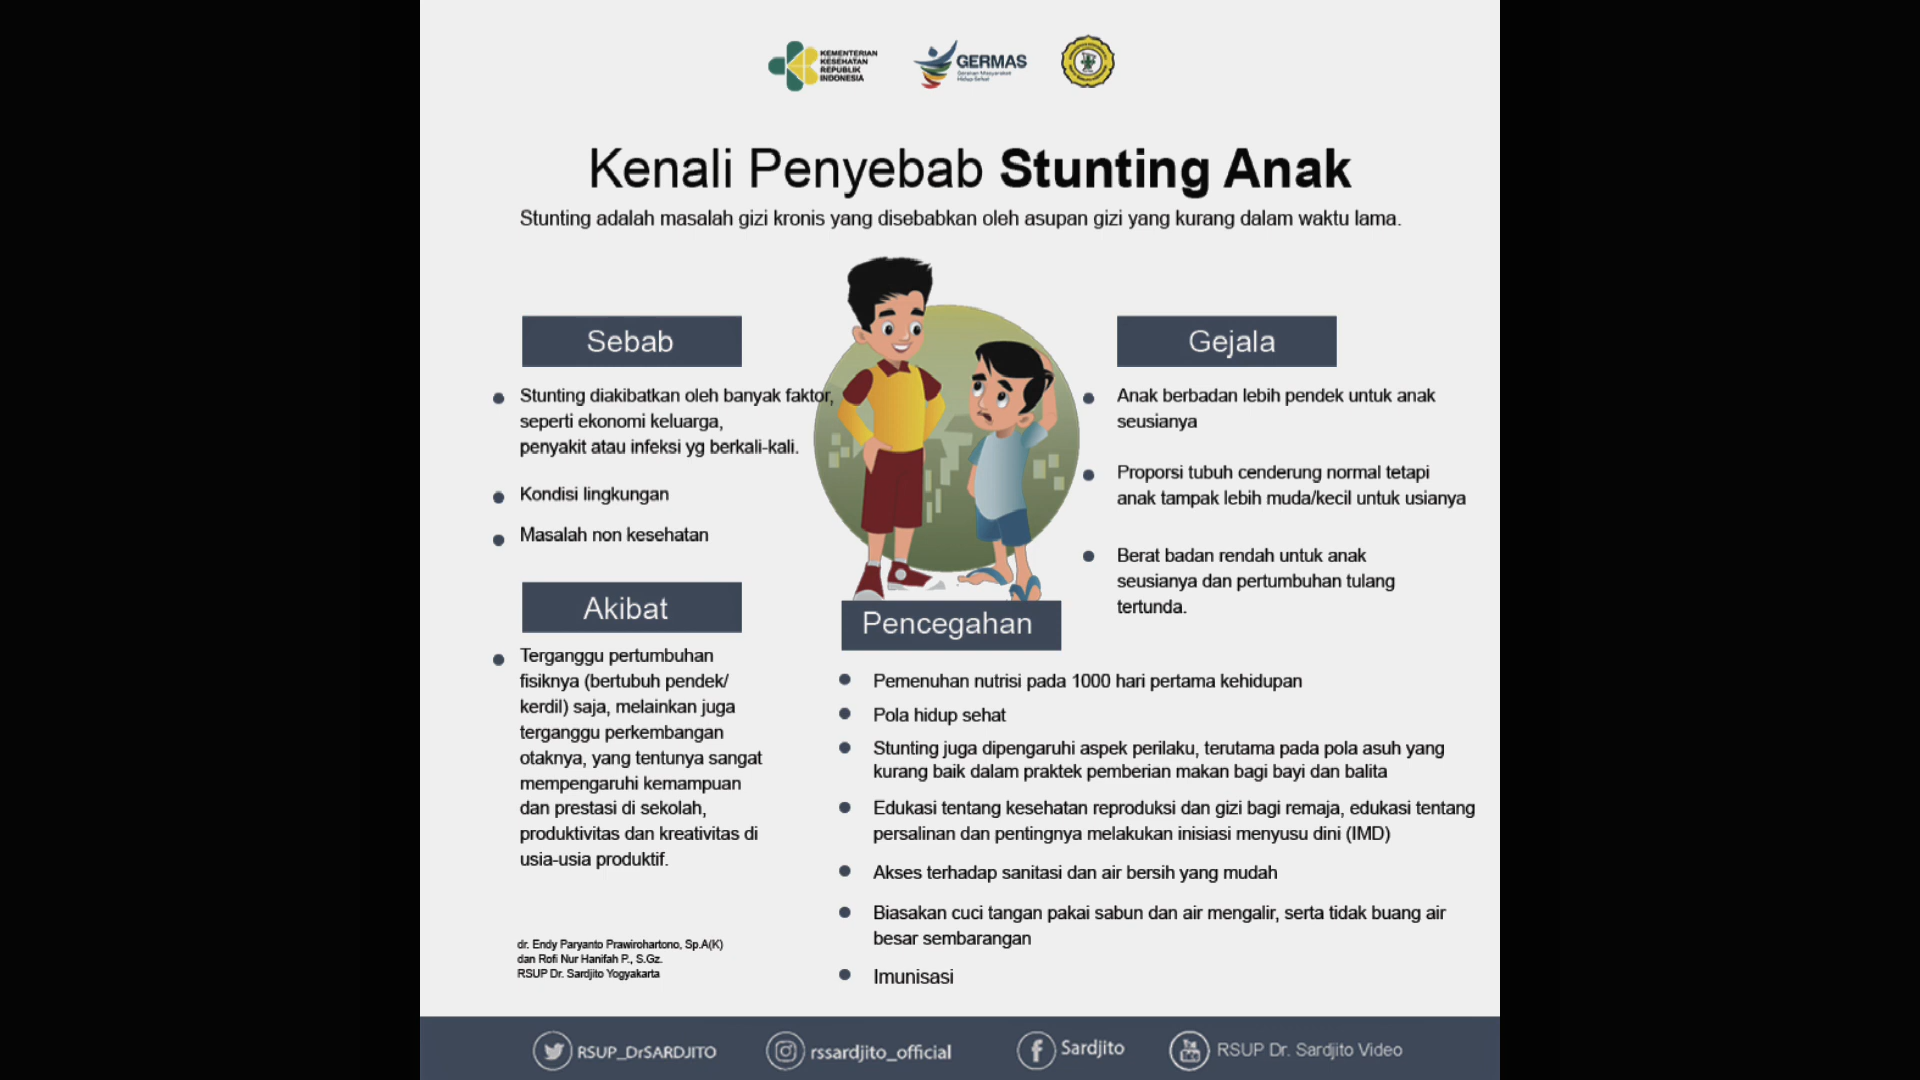 KEMENTERIAN
KESEHATAN
REPUBLIK
INDONESIA
GERMAS
Gerakan Masyarakat
Hidup Sehat
Kenali Penyebab Stunting Anak
Stunting adalah masalah gizi kronis yang disebabkan oleh asupan gizi yang kurang dalam waktu lama.
Sebab
Stunting diakibatkan oleh banyak faktor,
seperti ekonomi keluarga,
penyakit atau infeksi yg berkali-kali.
Kondisi lingkungan
Masalah non kesehatan
Akibat
Terganggu pertumbuhan
fisiknya (bertubuh pendek/
kerdil) saja, melainkan juga
terganggu perkembangan
otaknya, yang tentunya sangat
mempengaruhi kemampuan
dan prestasi di sekolah,
produktivitas dan kreativitas di
usia-usia produktif.
Gejala
Anak berbadan lebih pendek untuk anak
seusianya
Proporsi tubuh cenderung normal tetapi
anak tampak lebih muda/kecil untuk usianya
Berat badan rendah untuk anak
seusianya dan pertumbuhan tulang
tertunda.
Pencegahan
Pemenuhan nutrisi pada 1000 hari pertama kehidupan
Pola hidup sehat
Stunting juga dipengaruhi aspek perilaku, terutama pada pola asuh yang
kurang baik dalam praktek pemberian makan bagi bayi dan balita
Edukasi tentang kesehatan reproduksi dan gizi bagi remaja, edukasi tentang
persalinan dan pentingnya melakukan inisiasi menyusu dini (IMD)
Akses terhadap sanitasi dan air bersih yang mudah
Biasakan cuci tangan pakai sabun dan air mengalir, serta tidak buang air
besar sembarangan
Imunisasi
dr. Endy Paryanto Prawirohartono, Sp.A(K)
dan Rofi Nur Hanifah P., S.Gz.
RSUP Dr. Sardjito Yogyakarta
RSUP_DrSARDJITO
rssardjito_official
Sardjito
RSUP Dr. Sardjito Video